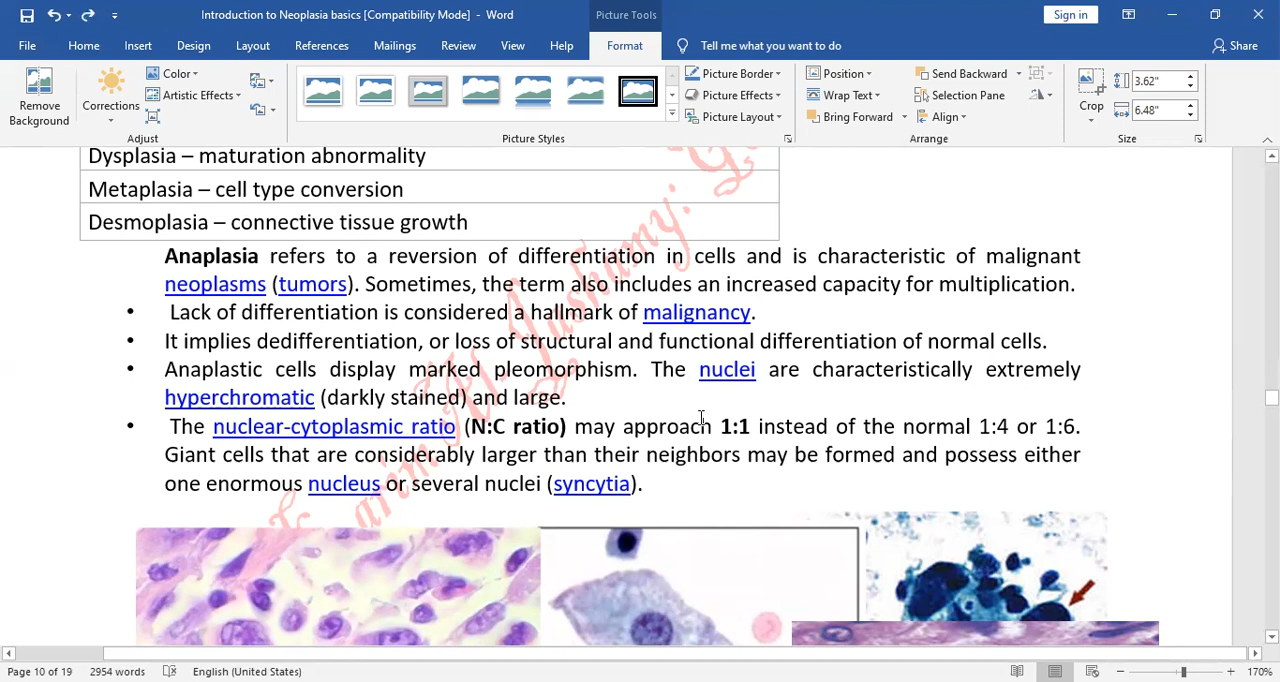 Introduction to Neoplasia basics [Compatibility Mode] - Word
Picture Tools
Sign in
File Home Insert Design Layout References Mailings Review View Help Format Tell me what you want to do Share
Remove Background
Corrections
Color
Artistic Effects
Adjust
Picture Styles
Picture Border
Picture Effects
Picture Layout
Position
Wrap Text
Bring Forward
Send Backward
Selection Pane
Align
Arrange
Crop
3.62"
6.48"
Size
Dysplasia – maturation abnormality
Metaplasia – cell type conversion
Desmoplasia – connective tissue growth
Anaplasia refers to a reversion of differentiation in cells and is characteristic of malignant
neoplasms (tumors). Sometimes, the term also includes an increased capacity for multiplication.
• Lack of differentiation is considered a hallmark of malignancy.
• It implies dedifferentiation, or loss of structural and functional differentiation of normal cells.
• Anaplastic cells display marked pleomorphism. The nuclei are characteristically extremely
hyperchromatic (darkly stained) and large.
• The nuclear-cytoplasmic ratio (N:C ratio) may approach 1:1 instead of the normal 1:4 or 1:6.
Giant cells that are considerably larger than their neighbors may be formed and possess either
one enormous nucleus or several nuclei (syncytia).
Page 10 of 19 2954 words English (United States) 170%